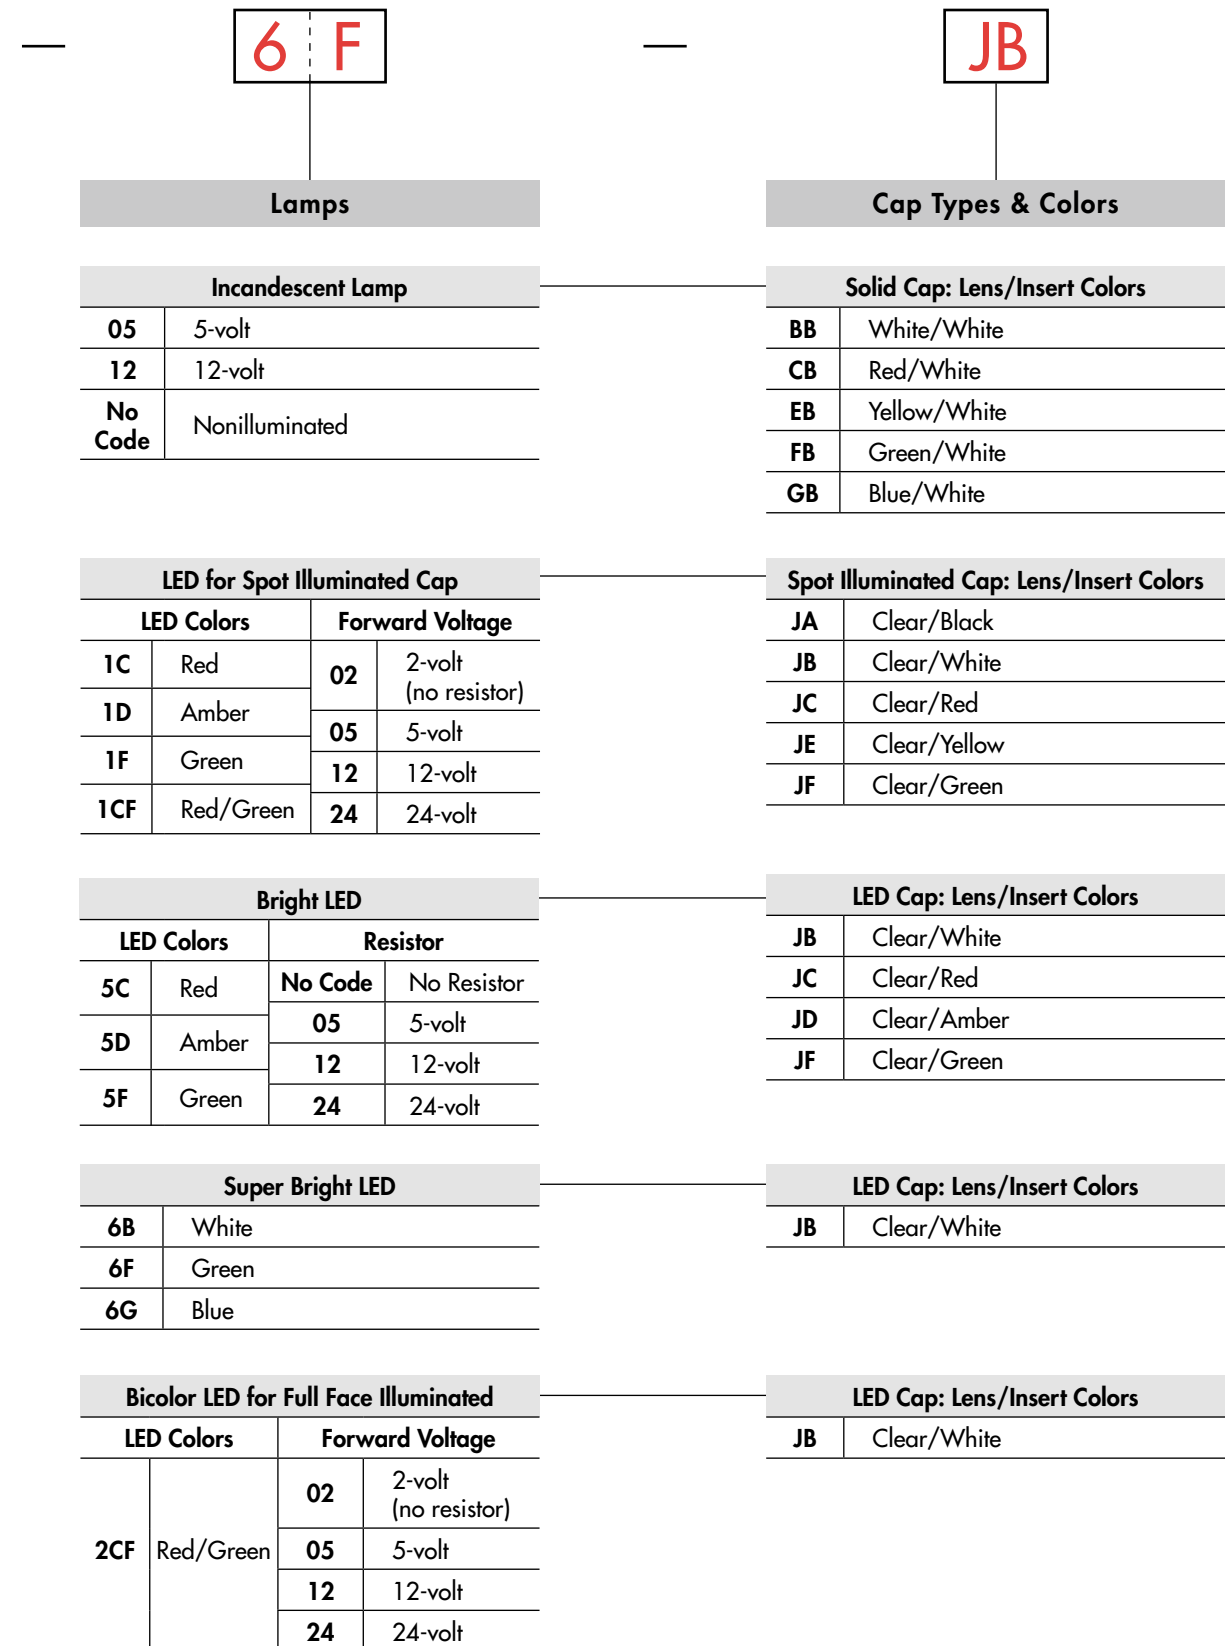 — 6 F — JB
Lamps
Cap Types & Colors
Incandescent Lamp
05 5-volt
12 12-volt
No Code Nonilluminated
Solid Cap: Lens/Insert Colors
BB White/White
CB Red/White
EB Yellow/White
FB Green/White
GB Blue/White
LED for Spot Illuminated Cap
LED Colors Forward Voltage
1C Red
1D Amber
1F Green
1CF Red/Green
02 2-volt
(no resistor)
05 5-volt
12 12-volt
24 24-volt
Spot Illuminated Cap: Lens/Insert Colors
JA Clear/Black
JB Clear/White
JC Clear/Red
JE Clear/Yellow
JF Clear/Green
Bright LED
LED Colors Resistor
5C Red
5D Amber
5F Green
No Code No Resistor
05 5-volt
12 12-volt
24 24-volt
LED Cap: Lens/Insert Colors
JB Clear/White
JC Clear/Red
JD Clear/Amber
JF Clear/Green
Super Bright LED
6B White
6F Green
6G Blue
LED Cap: Lens/Insert Colors
JB Clear/White
Bicolor LED for Full Face Illuminated
LED Colors Forward Voltage
2CF Red/Green
02 2-volt
(no resistor)
05 5-volt
12 12-volt
24 24-volt
LED Cap: Lens/Insert Colors
JB Clear/White